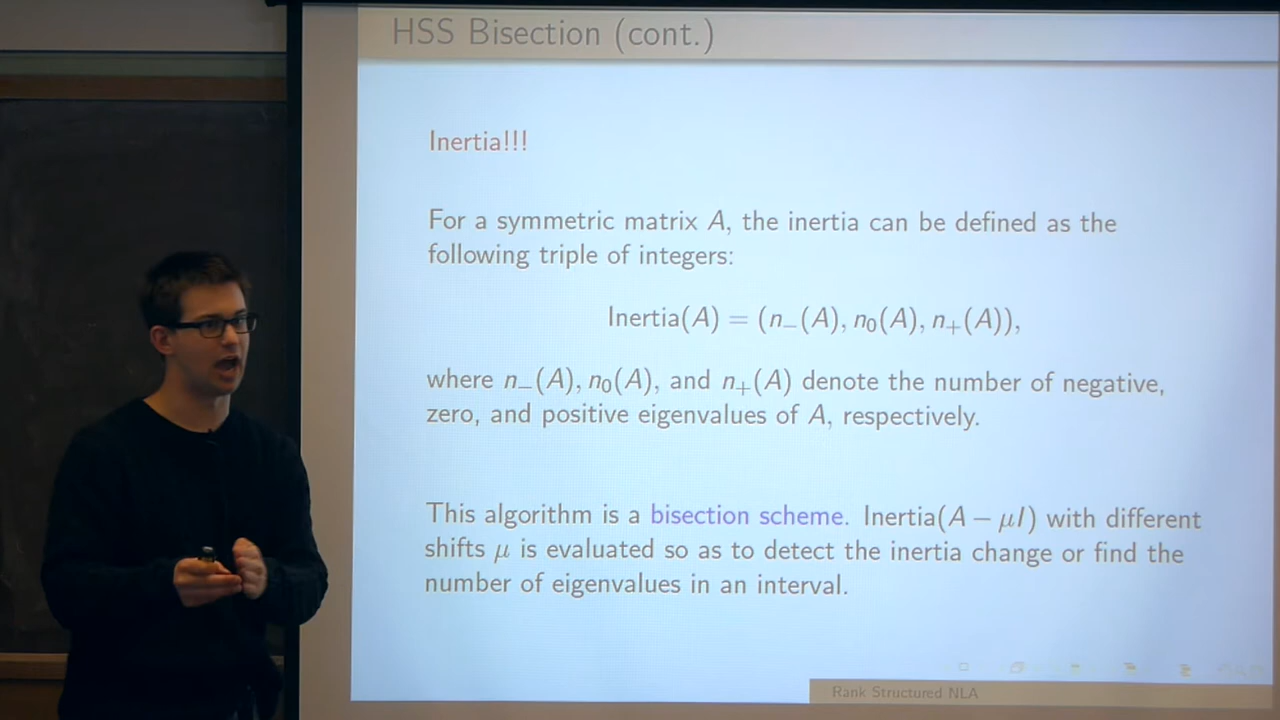 HSS Bisection (cont.)
Inertia!!!
For a symmetric matrix A, the inertia can be defined as the
following triple of integers:
Inertia(A) = (n₋(A), n₀(A), n₊(A)),
where n₋(A), n₀(A), and n₊(A) denote the number of negative,
zero, and positive eigenvalues of A, respectively.
This algorithm is a bisection scheme. Inertia(A − μI) with different
shifts μ is evaluated so as to detect the inertia change or find the
number of eigenvalues in an interval.
Rank Structured NLA